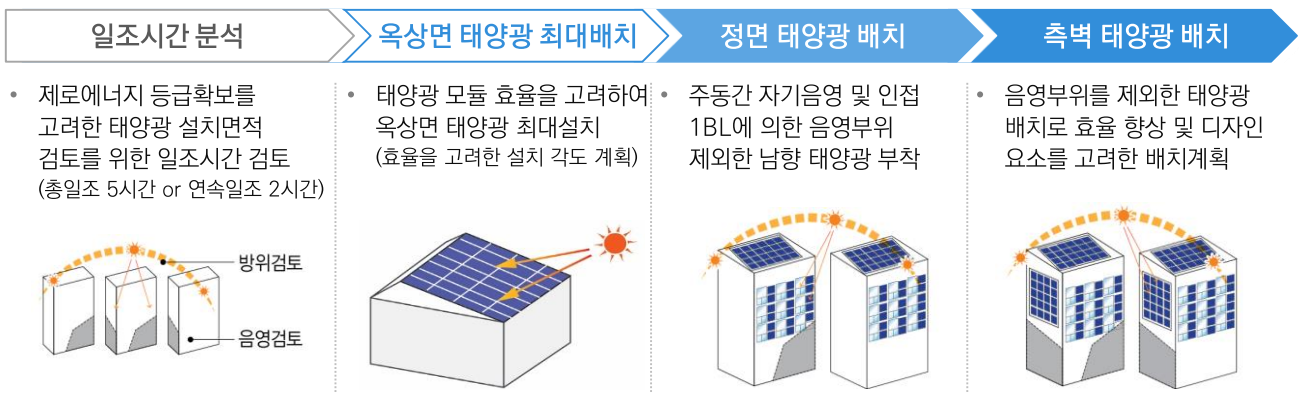 일조시간 분석
옥상면 태양광 최대배치
정면 태양광 배치
측벽 태양광 배치
• 제로에너지 등급확보를
고려한 태양광 설치면적
검토를 위한 일조시간 검토
(총일조 5시간 or 연속일조 2시간)
방위검토
음영검토
• 태양광 모듈 효율을 고려하여
옥상면 태양광 최대설치
(효율을 고려한 설치 각도 계획)
• 주동간 자기음영 및 인접
1BL에 의한 음영부위
제외한 남향 태양광 부착
• 음영부위를 제외한 태양광
배치로 효율 향상 및 디자인
요소를 고려한 배치계획